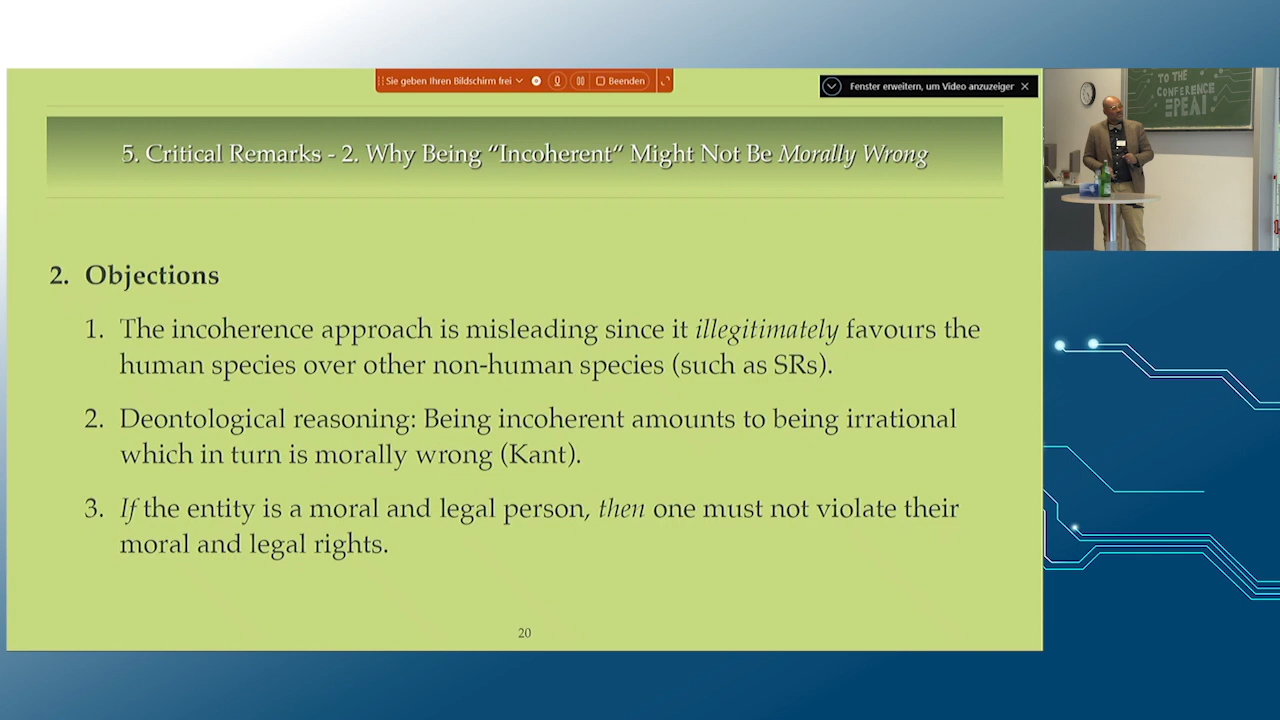 Sie geben Ihren Bildschirm frei
Beenden
Fenster erweitern, um Video anzuzeiger
TO THE
CONFERENCE
EPEAI
5. Critical Remarks - 2. Why Being “Incoherent“ Might Not Be Morally Wrong
2. Objections
1. The incoherence approach is misleading since it illegitimately favours the
human species over other non-human species (such as SRs).
2. Deontological reasoning: Being incoherent amounts to being irrational
which in turn is morally wrong (Kant).
3. If the entity is a moral and legal person, then one must not violate their
moral and legal rights.
20